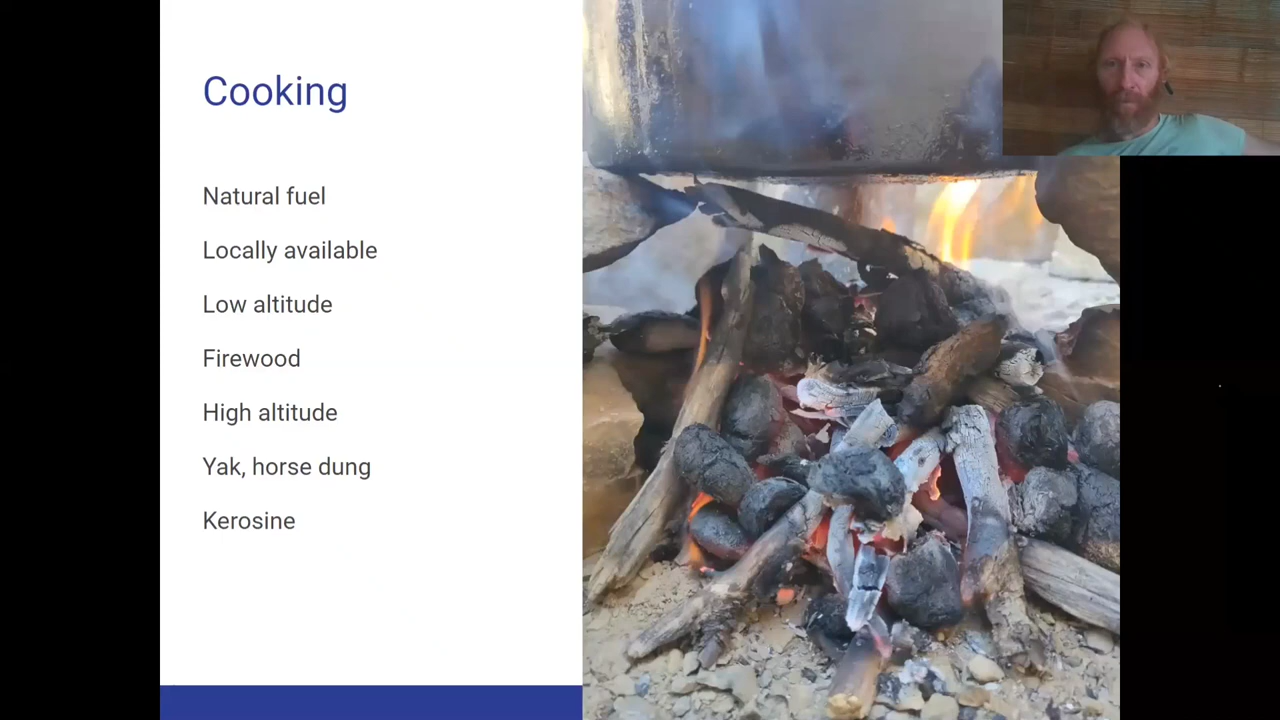 Cooking
Natural fuel
Locally available
Low altitude
Firewood
High altitude
Yak, horse dung
Kerosine